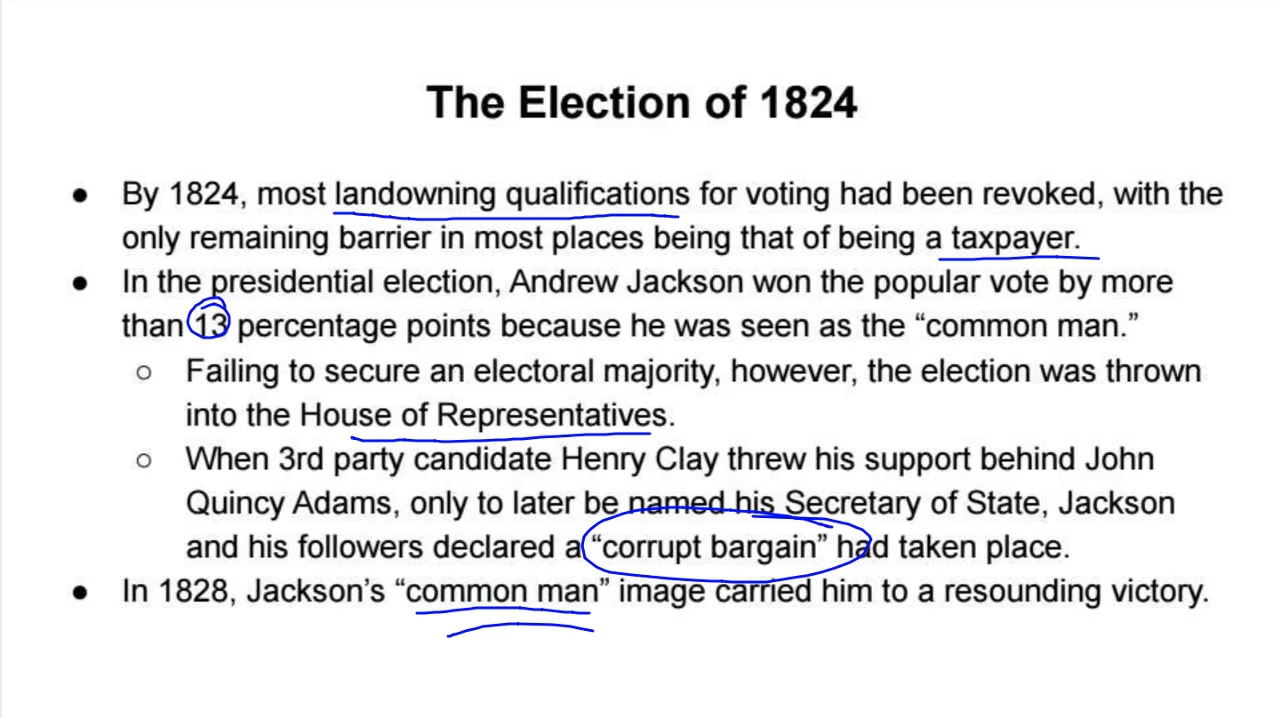 The Election of 1824
● By 1824, most landowning qualifications for voting had been revoked, with the
only remaining barrier in most places being that of being a taxpayer.
● In the presidential election, Andrew Jackson won the popular vote by more
than 13 percentage points because he was seen as the “common man.”
○ Failing to secure an electoral majority, however, the election was thrown
into the House of Representatives.
○ When 3rd party candidate Henry Clay threw his support behind John
Quincy Adams, only to later be named his Secretary of State, Jackson
and his followers declared a “corrupt bargain” had taken place.
● In 1828, Jackson’s “common man” image carried him to a resounding victory.